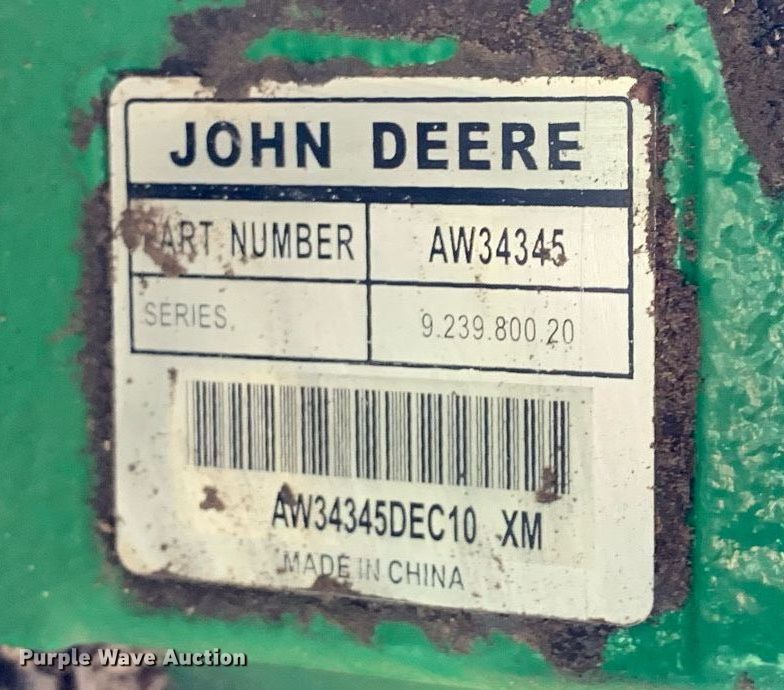 JOHN DEERE
PART NUMBER AW34345
SERIES. 9.239.800.20
AW34345DEC10 XM
MADE IN CHINA
Purple Wave Auction